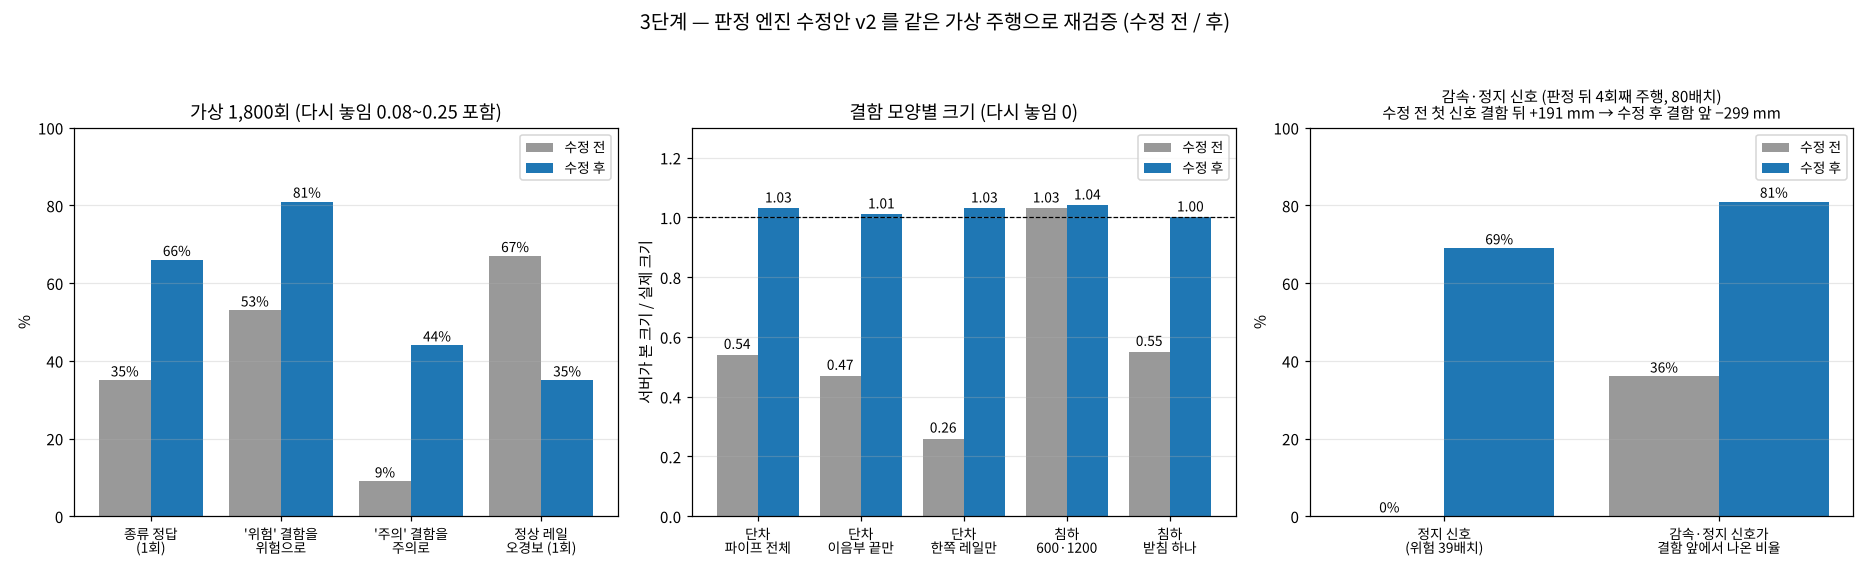 3단계 — 판정 엔진 수정안 v2 를 같은 가상 주행으로 재검증 (수정 전 / 후)
가상 1,800회 (다시 놓임 0.08~0.25 포함)
%
100
80
60
40
20
0
수정 전
수정 후
35%
66%
53%
81%
9%
44%
67%
35%
종류 정답
(1회)
'위험' 결함을
위험으로
'주의' 결함을
주의로
정상 레일
오경보 (1회)
결함 모양별 크기 (다시 놓임 0)
서버가 본 크기 / 실제 크기
1.2
1.0
0.8
0.6
0.4
0.2
0.0
수정 전
수정 후
0.54
1.03
0.47
1.01
0.26
1.03
1.03
1.04
0.55
1.00
단차
파이프 전체
단차
이음부 끝만
단차
한쪽 레일만
침하
600·1200
침하
받침 하나
감속·정지 신호 (판정 뒤 4회째 주행, 80배치)
수정 전 첫 신호 결함 뒤 +191 mm → 수정 후 결함 앞 −299 mm
%
100
80
60
40
20
0
수정 전
수정 후
0%
69%
36%
81%
정지 신호
(위험 39배치)
감속·정지 신호가
결함 앞에서 나온 비율